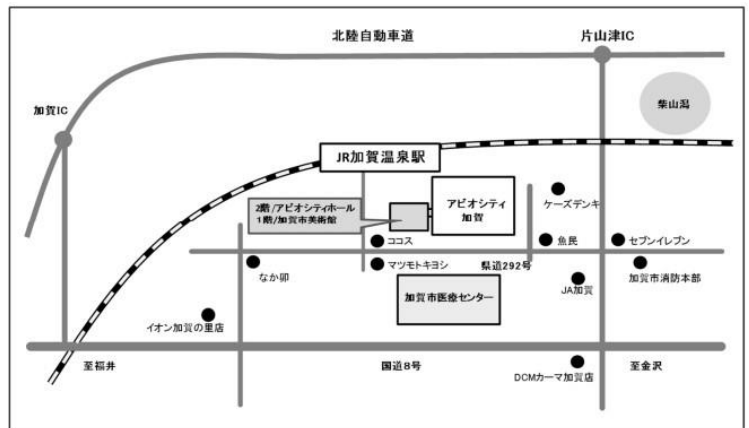 北陸自動車道
片山津IC
加賀IC
柴山潟
JR加賀温泉駅
2階/アビオシティホール
1階/加賀市美術館
アビオシティ
加賀
ケーズデンキ
ココス
魚民
セブンイレブン
なか卯
マツモトキヨシ
県道292号
加賀市消防本部
JA加賀
加賀市医療センター
イオン加賀の里店
至福井
国道8号
至金沢
DCMカーマ加賀店